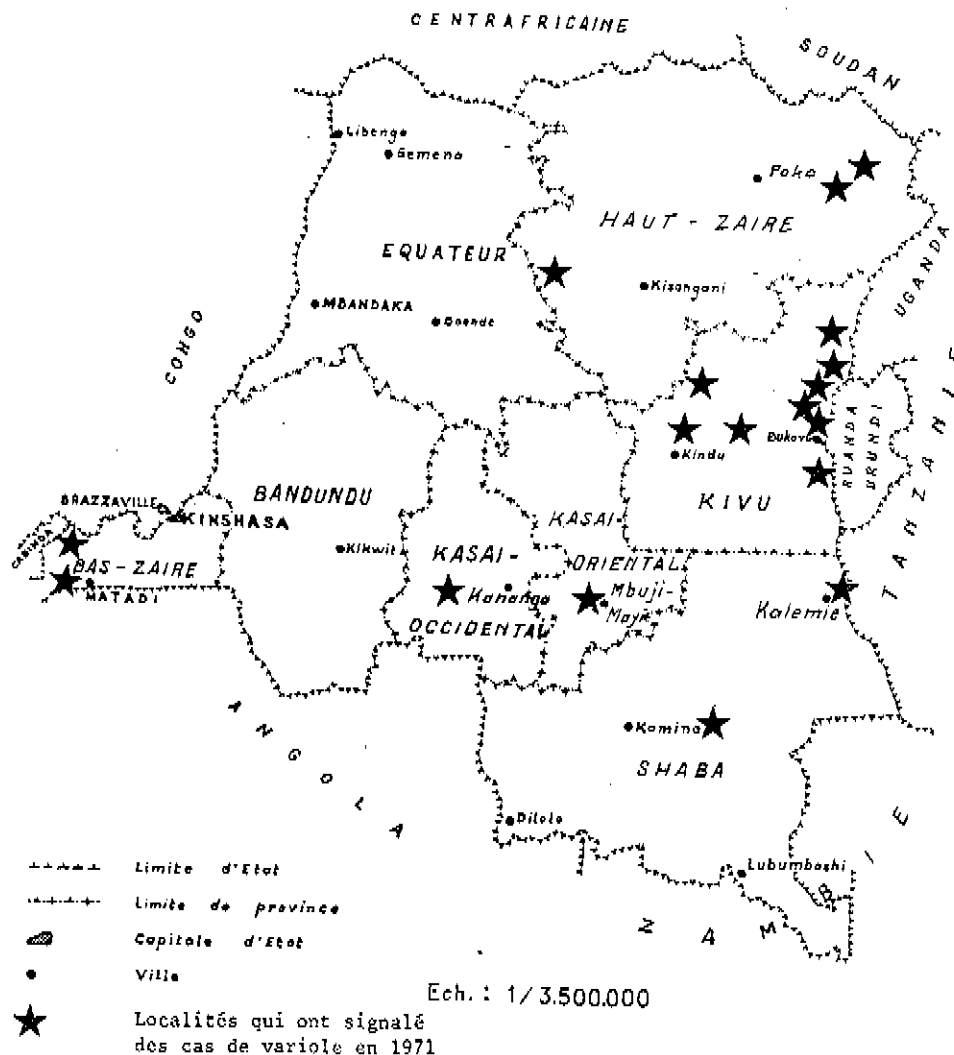 CENTRAFRICAINE
SOUDAN
Libenge
Gemena
Poko
HAUT - ZAIRE
EQUATEUR
UGANDA
Kisangani
MBANDAKA
Boende
CONGO
TANZANIE
RUANDA
URUNDI
Bukavu
Kindu
BANDUNDU
KIVU
BRAZZAVILLE
KINSHASA
KASAI-
CABINDA
Kikwit
KASAI-
ORIENTAL
BAS-ZAIRE
Kananga
Mbuji-
Mayi
MATADI
Kalemie
OCCIDENTAL
ANGOLA
Kamina
SHABA
Dilolo
Lubumbashi
ZAMBIE
Limite d'Etat
Limite de province
Capitale d'Etat
Ville
Ech.: 1/3.500.000
Localités qui ont signalé
des cas de variole en 1971